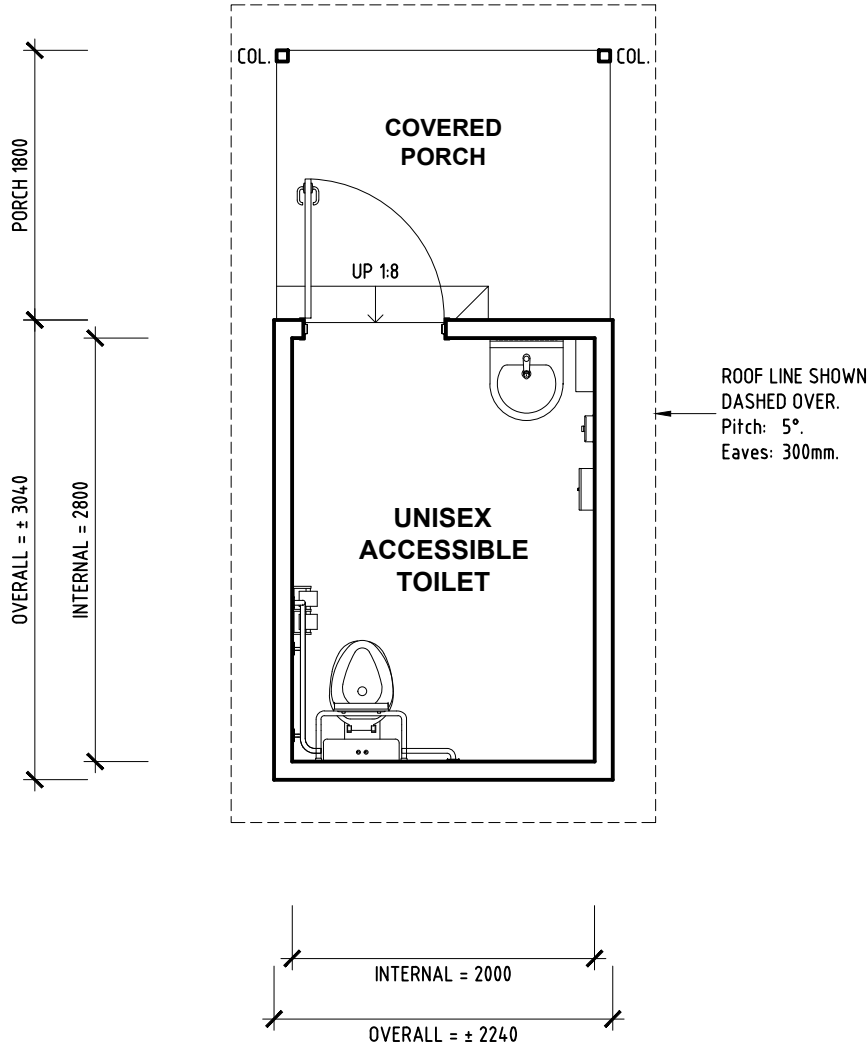 COL.
COL.
COVERED
PORCH
PORCH 1800
UP 1:8
ROOF LINE SHOWN
DASHED OVER.
Pitch: 5°.
Eaves: 300mm.
OVERALL = ± 3040
INTERNAL = 2800
UNISEX
ACCESSIBLE
TOILET
INTERNAL = 2000
OVERALL = ± 2240